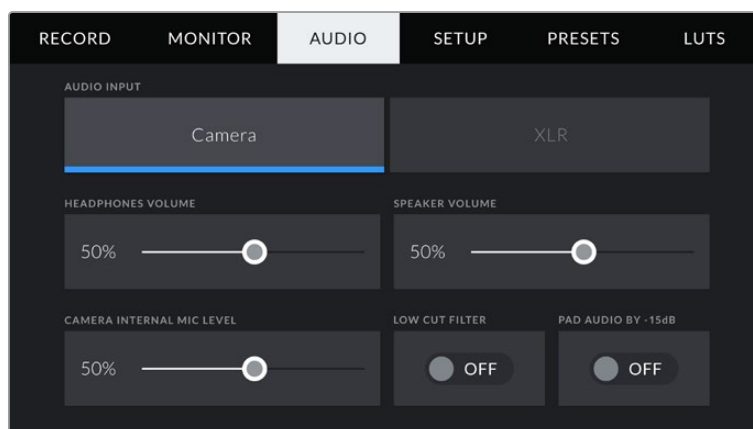 RECORD MONITOR AUDIO SETUP PRESETS LUTS
AUDIO INPUT
Camera XLR
HEADPHONES VOLUME SPEAKER VOLUME
50% 50%
CAMERA INTERNAL MIC LEVEL LOW CUT FILTER PAD AUDIO BY -15dB
50% OFF OFF